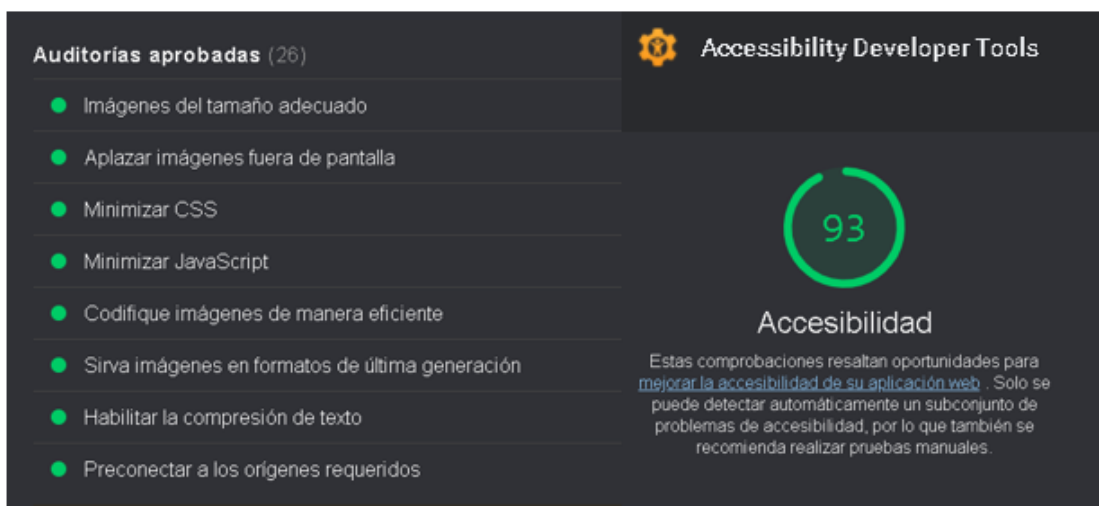 Auditorías aprobadas (26)
Imágenes del tamaño adecuado
Aplazar imágenes fuera de pantalla
Minimizar CSS
Minimizar JavaScript
Codifique imágenes de manera eficiente
Sirva imágenes en formatos de última generación
Habilitar la compresión de texto
Preconectar a los orígenes requeridos
Accessibility Developer Tools
93
Accesibilidad
Estas comprobaciones resaltan oportunidades para
mejorar la accesibilidad de su aplicación web . Solo se
puede detectar automáticamente un subconjunto de
problemas de accesibilidad, por lo que también se
recomienda realizar pruebas manuales.